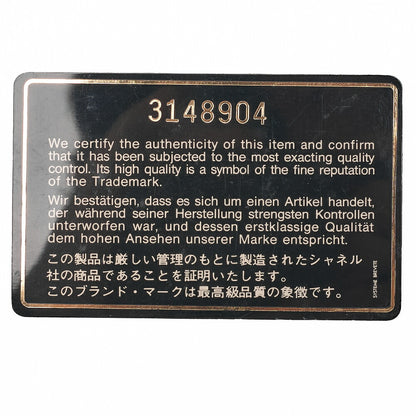 3148904
We certify the authenticity of this item and confirm
that it has been subjected to the most exacting quality
control. Its high quality is a symbol of the fine reputation
of the Trademark.
Wir bestätigen, dass es sich um einen Artikel handelt,
der während seiner Herstellung strengsten Kontrollen
unterworfen war, und dessen erstklassige Qualität
dem hohen Ansehen unserer Marke entspricht.
この製品は厳しい管理のもとに製造されたシャネル
社の商品であることを証明いたします。
このブランド・マークは最高級品質の象徴です。
SYSTEME BREVETE